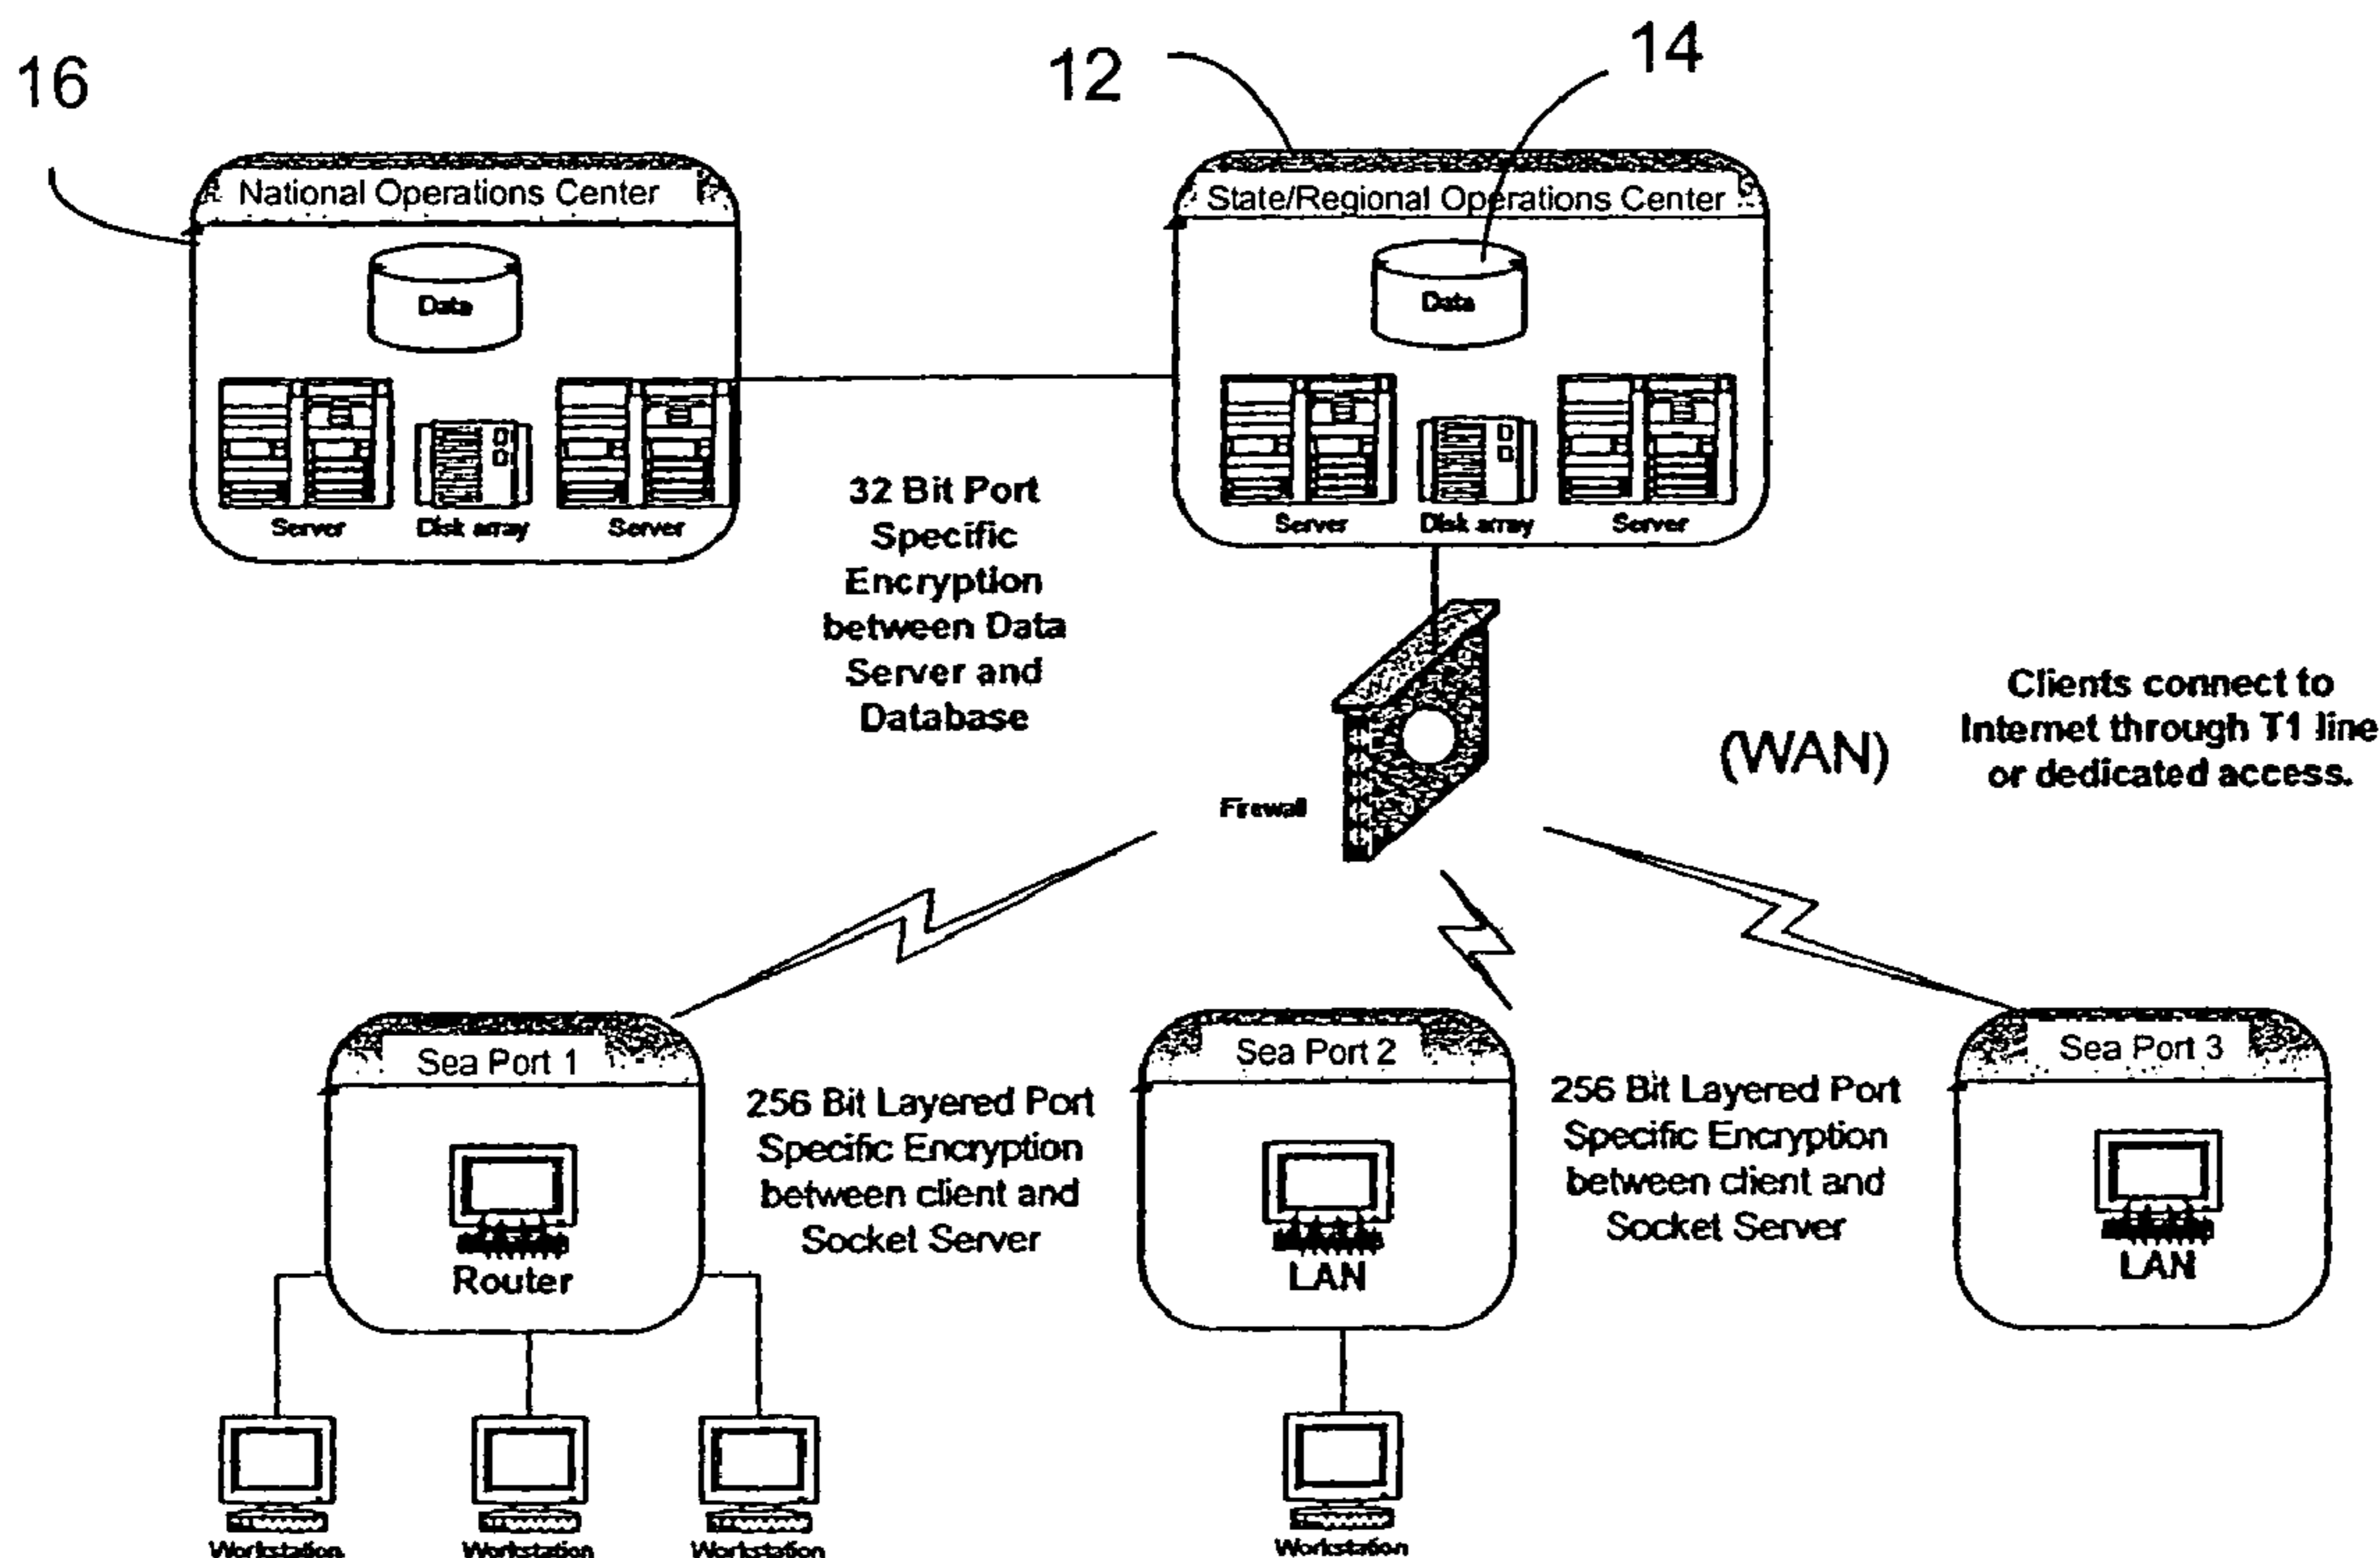 16
12
14
National Operations Center
State/Regional Operations Center
Data
Data
Server
Disk array
Server
Server
Disk array
Server
32 Bit Port
Specific
Encryption
between Data
Server and
Database
Firewall
(WAN)
Clients connect to
Internet through T1 line
or dedicated access.
Sea Port 1
Sea Port 2
Sea Port 3
256 Bit Layered Port
Specific Encryption
between client and
Socket Server
256 Bit Layered Port
Specific Encryption
between client and
Socket Server
Router
LAN
LAN
Workstation
Workstation
Workstation
Workstation